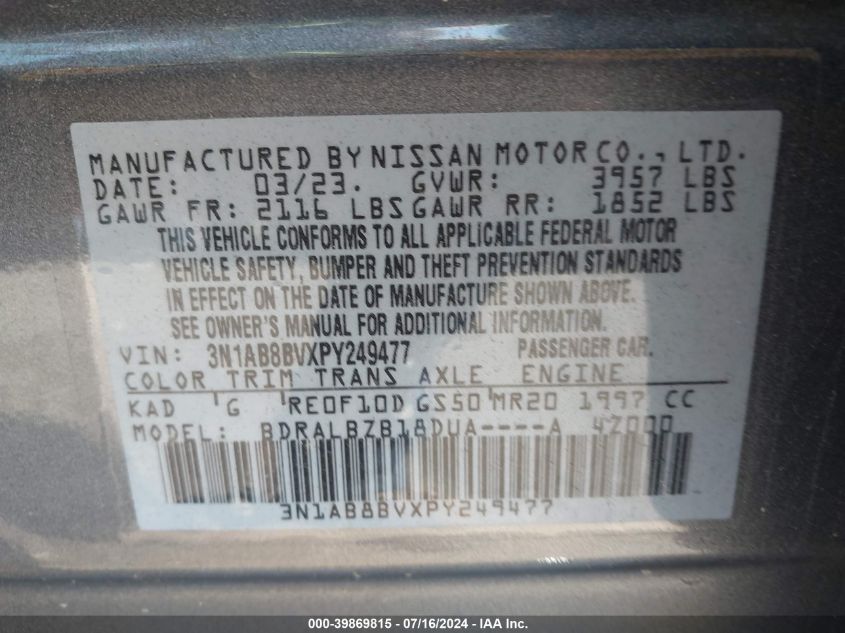 MANUFACTURED BY NISSAN MOTOR CO., LTD.
DATE: 03/23. GVWR: 3957 LBS
GAWR FR: 2116 LBS GAWR RR: 1852 LBS
THIS VEHICLE CONFORMS TO ALL APPLICABLE FEDERAL MOTOR
VEHICLE SAFETY, BUMPER AND THEFT PREVENTION STANDARDS
IN EFFECT ON THE DATE OF MANUFACTURE SHOWN ABOVE.
SEE OWNER'S MANUAL FOR ADDITIONAL INFORMATION.
VIN: 3N1AB8BVXPY249477 PASSENGER CAR.
COLOR TRIM TRANS AXLE ENGINE
KAD 'G 'RE0F10D GS50'MR20 1997 CC
MODEL: BDRALBZB18DUA----A 4Z000
3N1AB8BVXPY249477
000-39869815 - 07/16/2024 - IAA Inc.